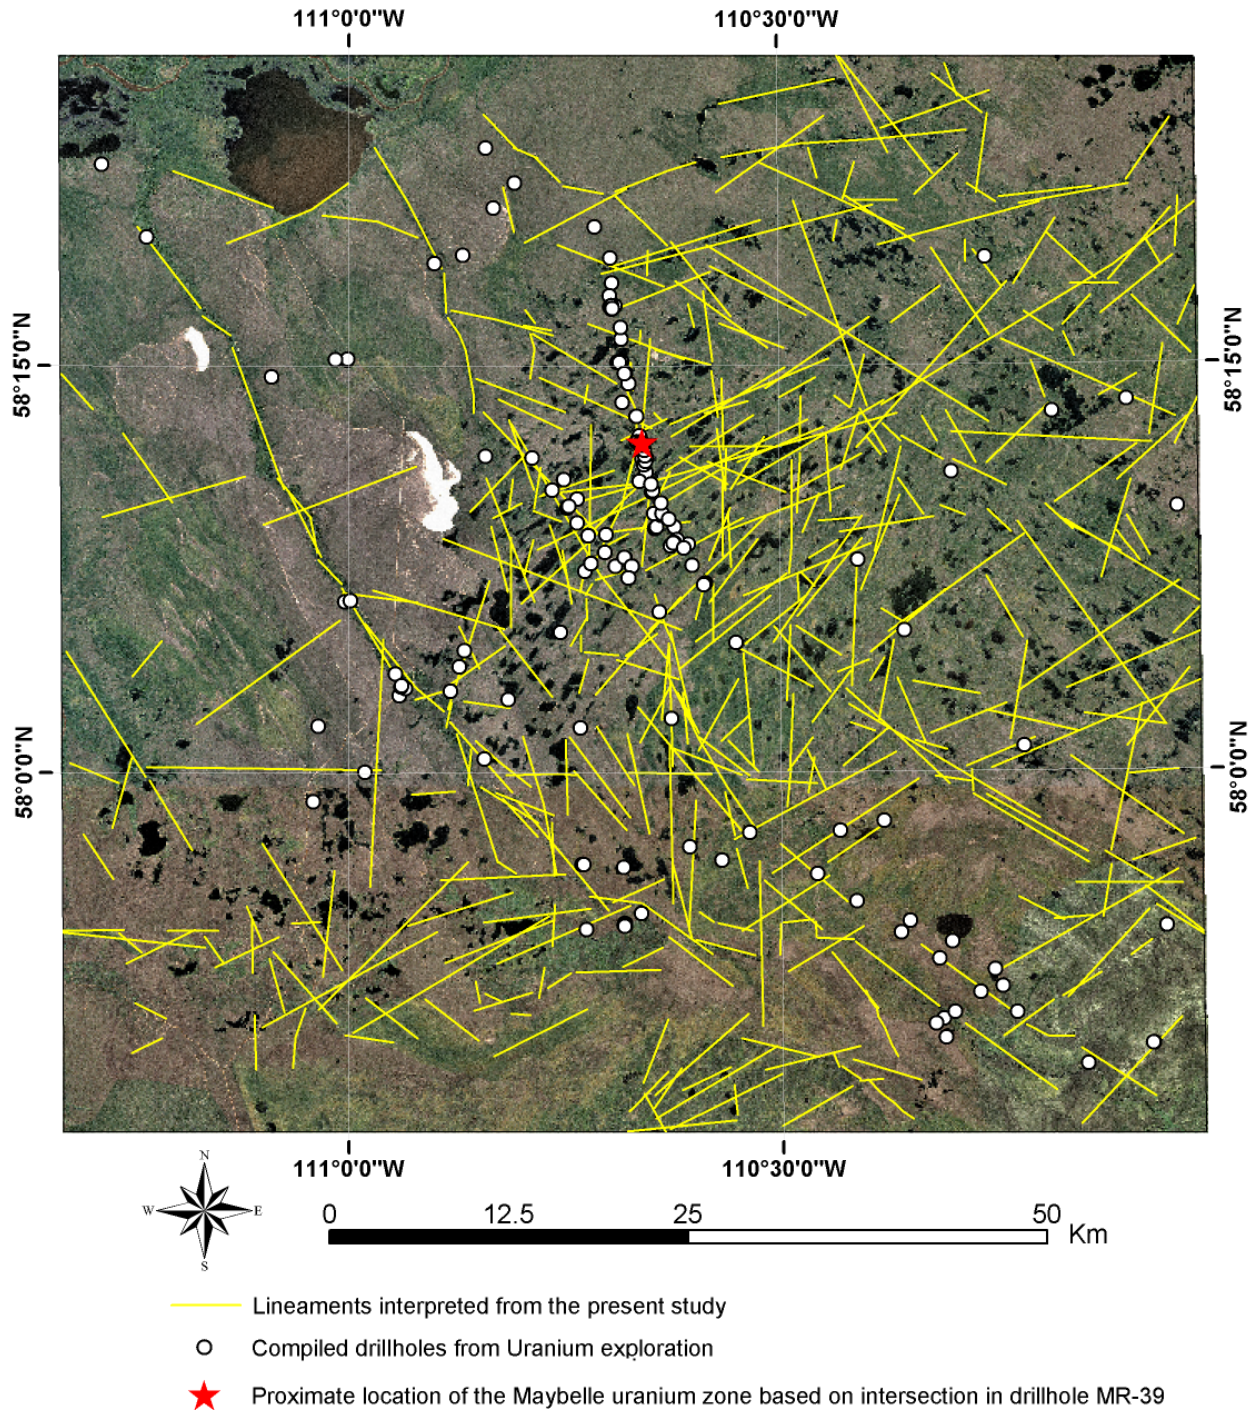 111°0'0"W 110°30'0"W
58°15'0"N 58°15'0"N
58°0'0"N 58°0'0"N
111°0'0"W 110°30'0"W
N
W E
S
0 12.5 25 50
Km
Lineaments interpreted from the present study
Compiled drillholes from Uranium exploration
Proximate location of the Maybelle uranium zone based on intersection in drillhole MR-39